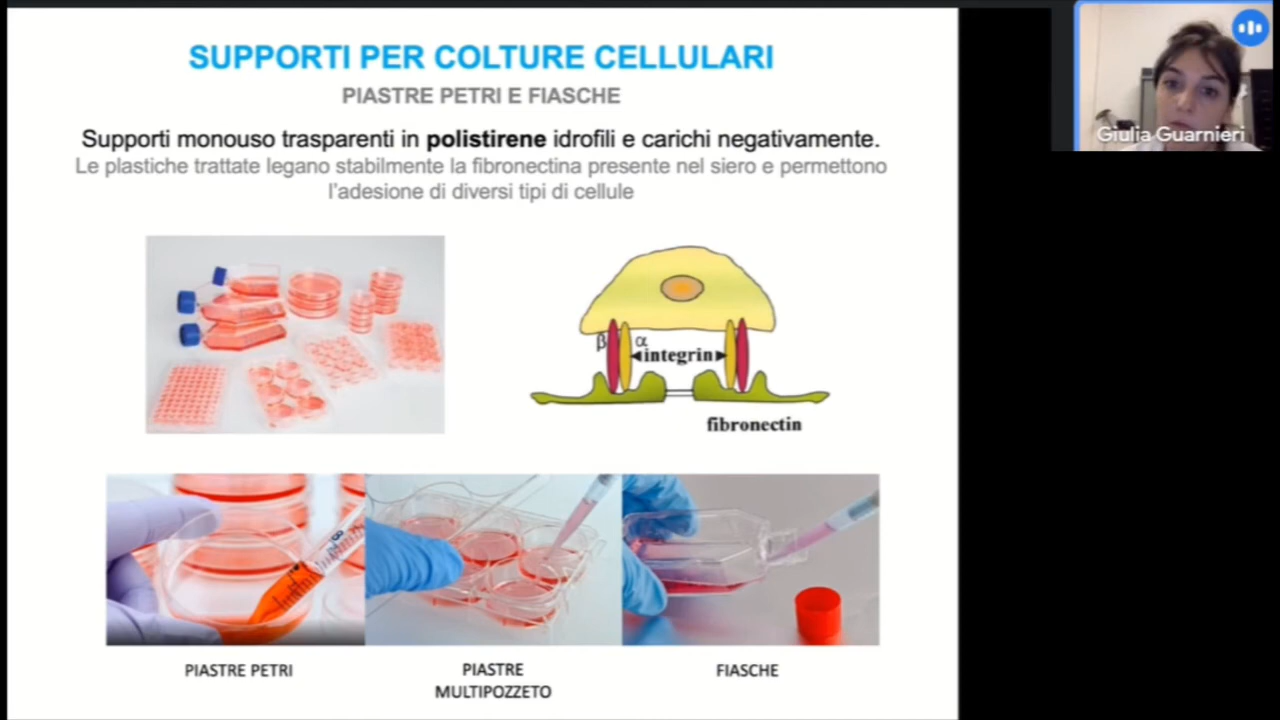 SUPPORTI PER COLTURE CELLULARI
PIASTRE PETRI E FIASCHE
Supporti monouso trasparenti in polistirene idrofili e carichi negativamente.
Le plastiche trattate legano stabilmente la fibronectina presente nel siero e permettono
l'adesione di diversi tipi di cellule
Giulia Guarnieri
β α
integrin
fibronectin
PIASTRE PETRI
PIASTRE
MULTIPOZZETO
FIASCHE